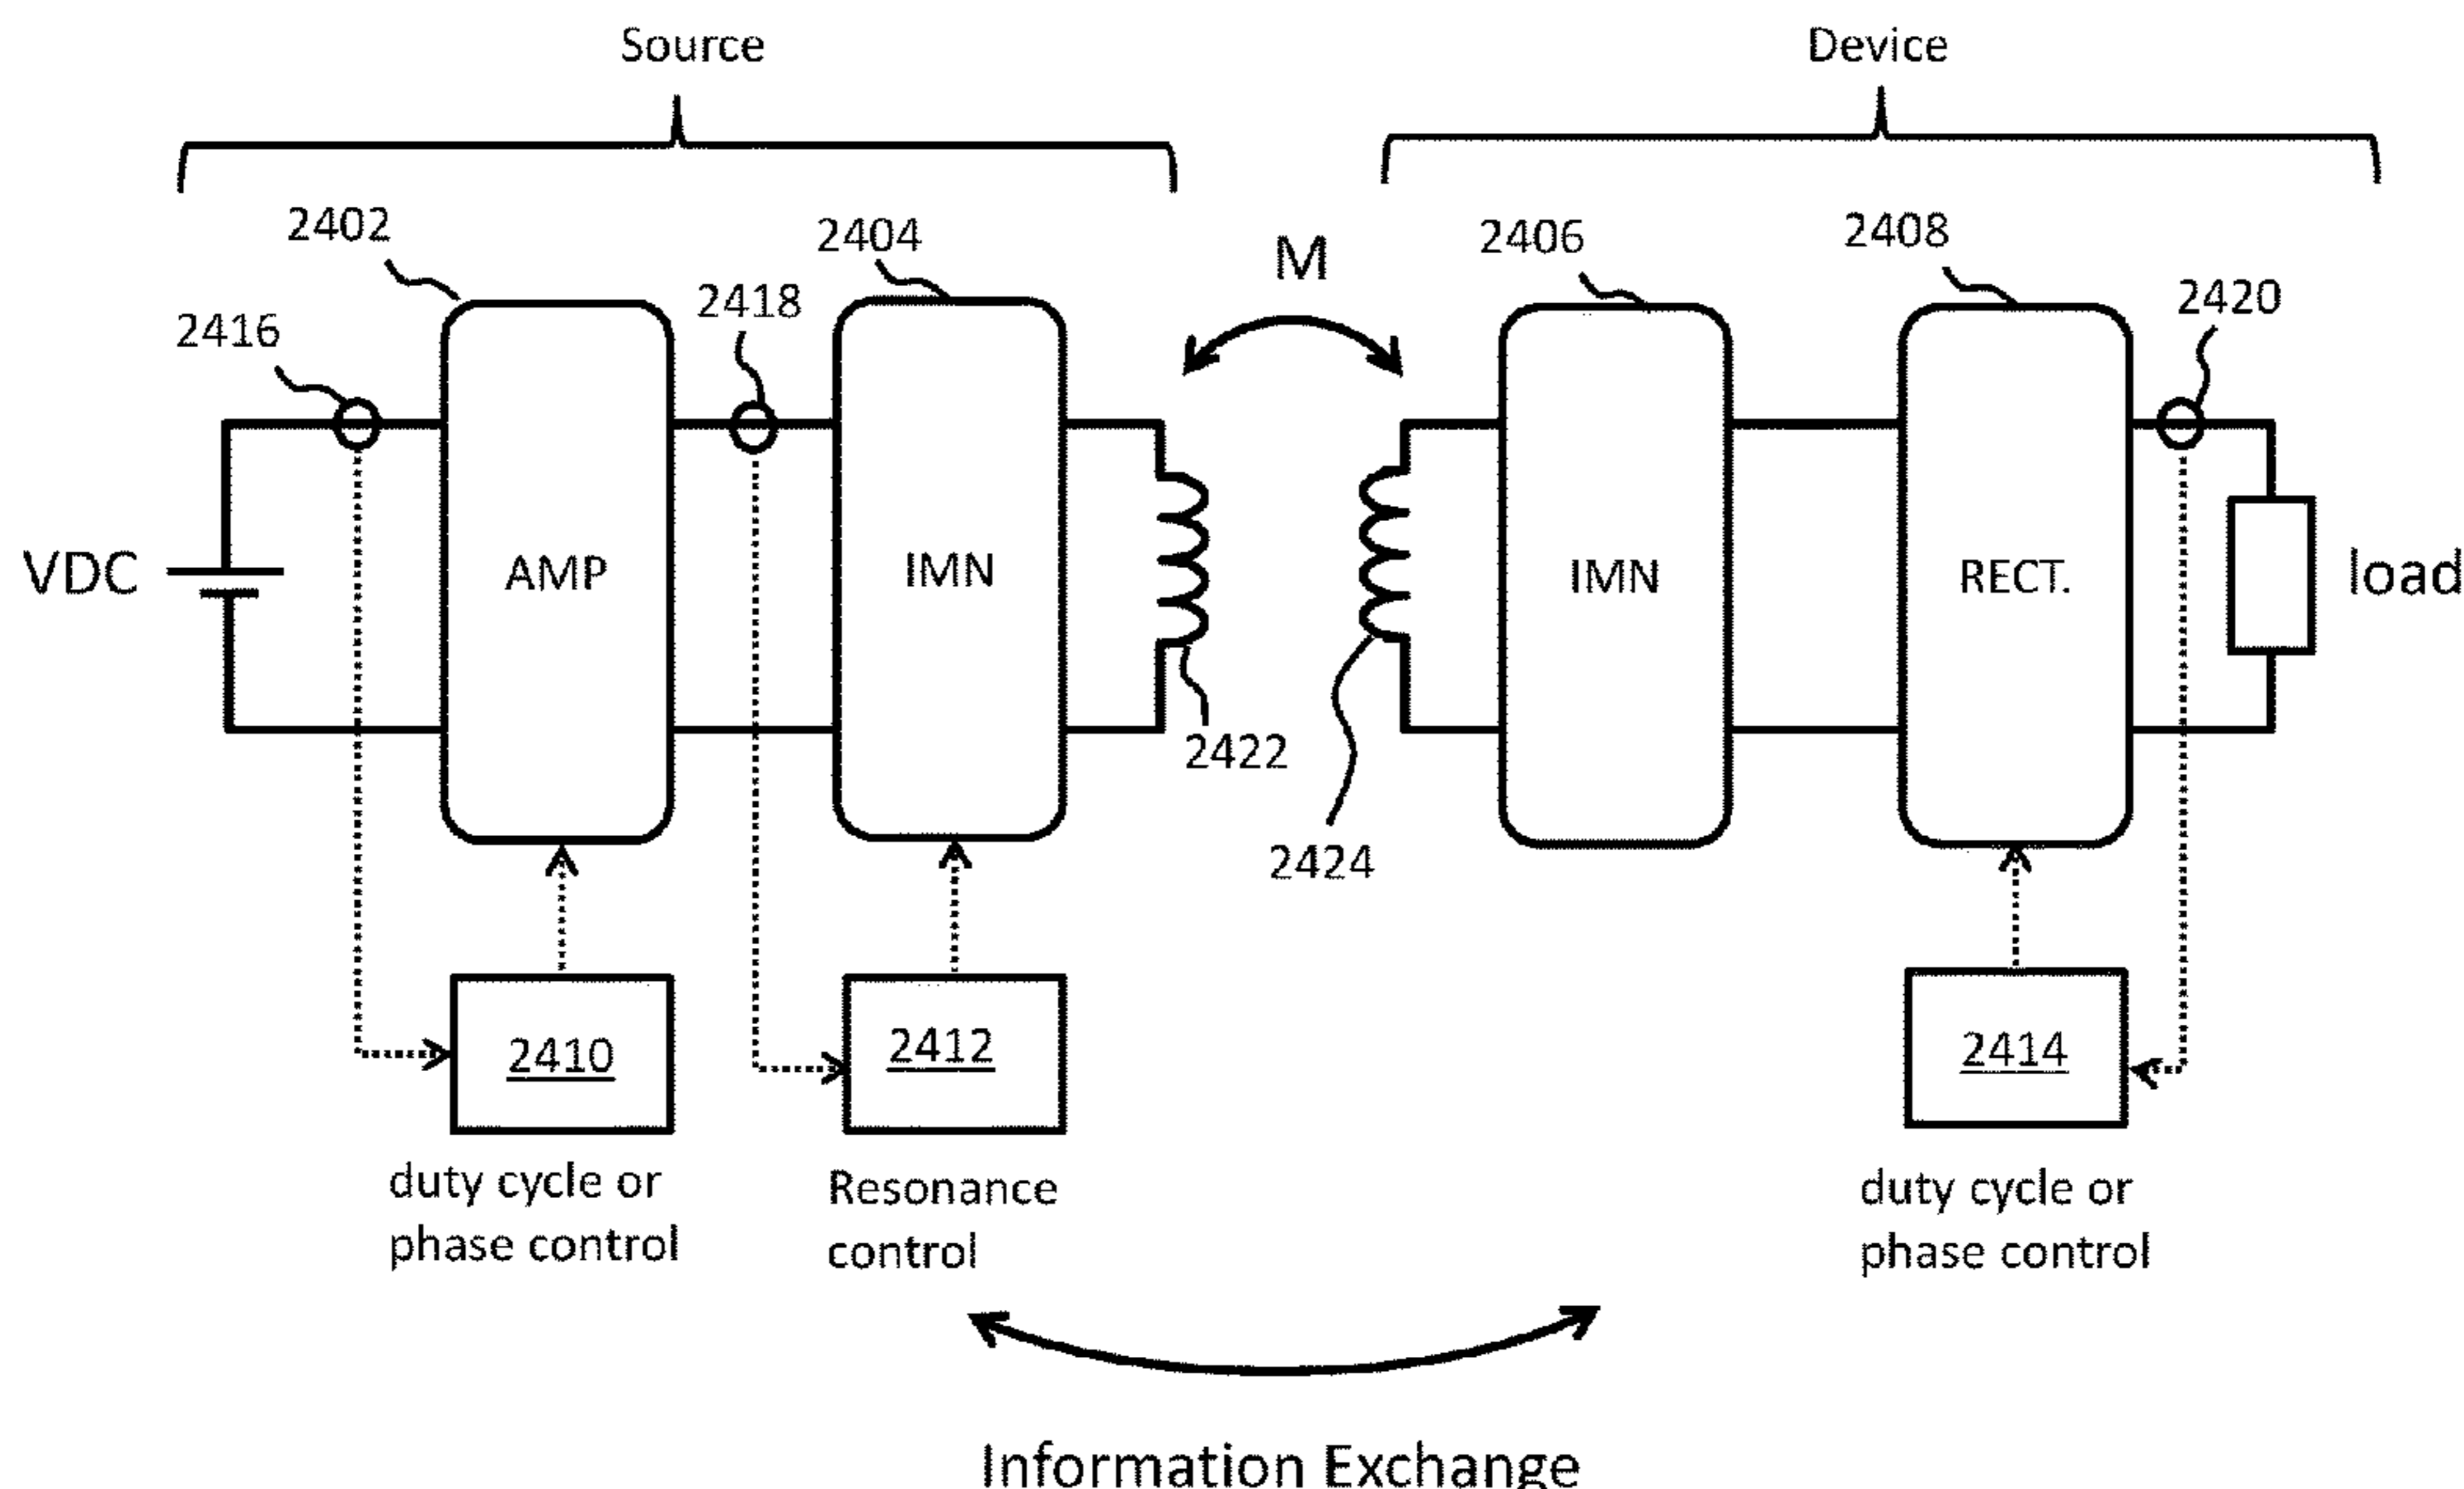 Source
Device
2402
2404
M
2406
2408
2416
2418
2420
VDC
AMP
IMN
IMN
RECT.
load
2422
2424
2410
2412
2414
duty cycle or
phase control
Resonance
control
duty cycle or
phase control
Information Exchange